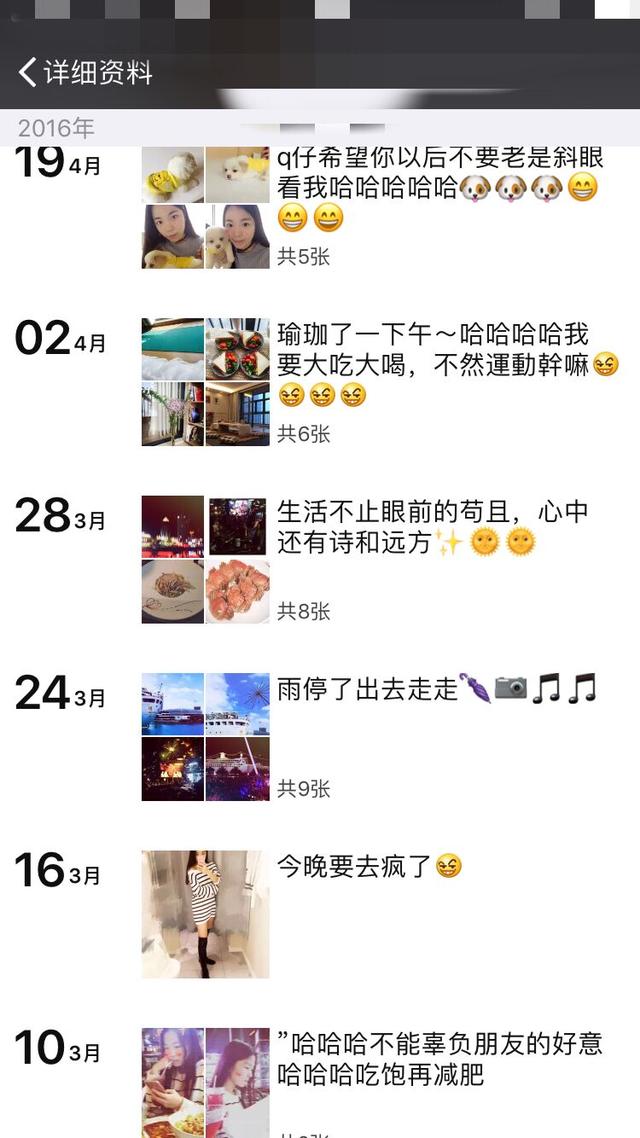 详细资料
2016年
19 4月
q仔希望你以后不要老是斜眼
看我哈哈哈哈哈🐶🐶🐶😄
😄😄
共5张
02 4月
瑜珈了一下午～哈哈哈哈我
要大吃大喝，不然運動幹嘛😆
😆😆😆
共6张
28 3月
生活不止眼前的苟且，心中
还有诗和远方✨🌞🌞
共8张
24 3月
雨停了出去走走🌂📷🎵🎵
共9张
16 3月
今晚要去疯了😆
10 3月
”哈哈哈不能辜负朋友的好意
哈哈哈吃饱再减肥